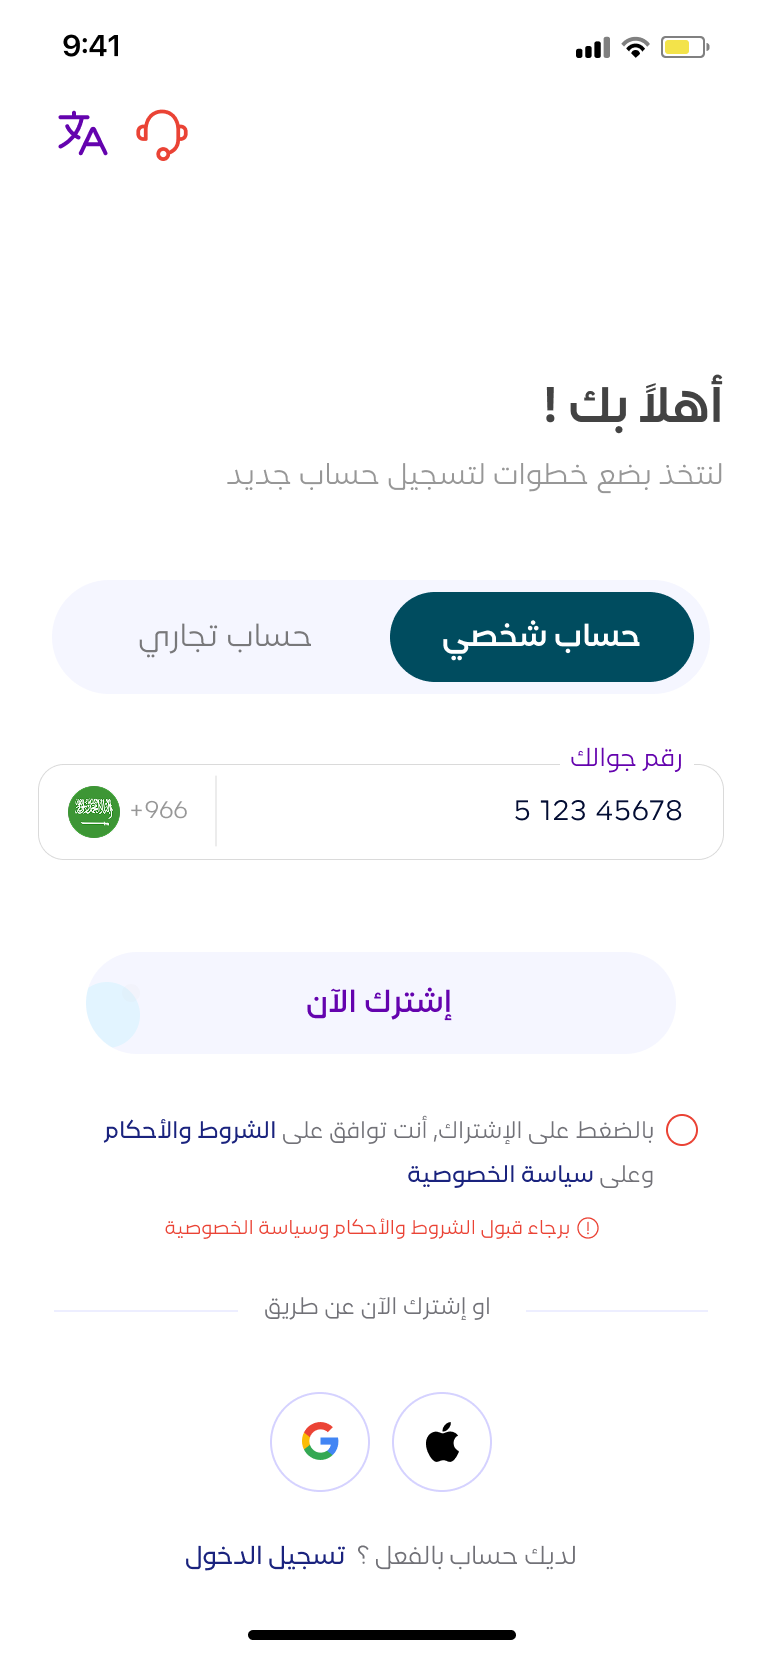 9:41
أهلاً بك !
لنتخذ بضع خطوات لتسجيل حساب جديد
حساب شخصي
حساب تجاري
رقم جوالك
5 123 45678
+966
إشترك الآن
بالضغط على الإشتراك, أنت توافق على الشروط والأحكام
وعلى سياسة الخصوصية
برجاء قبول الشروط والأحكام وسياسة الخصوصية
او إشترك الآن عن طريق
لديك حساب بالفعل ؟ تسجيل الدخول